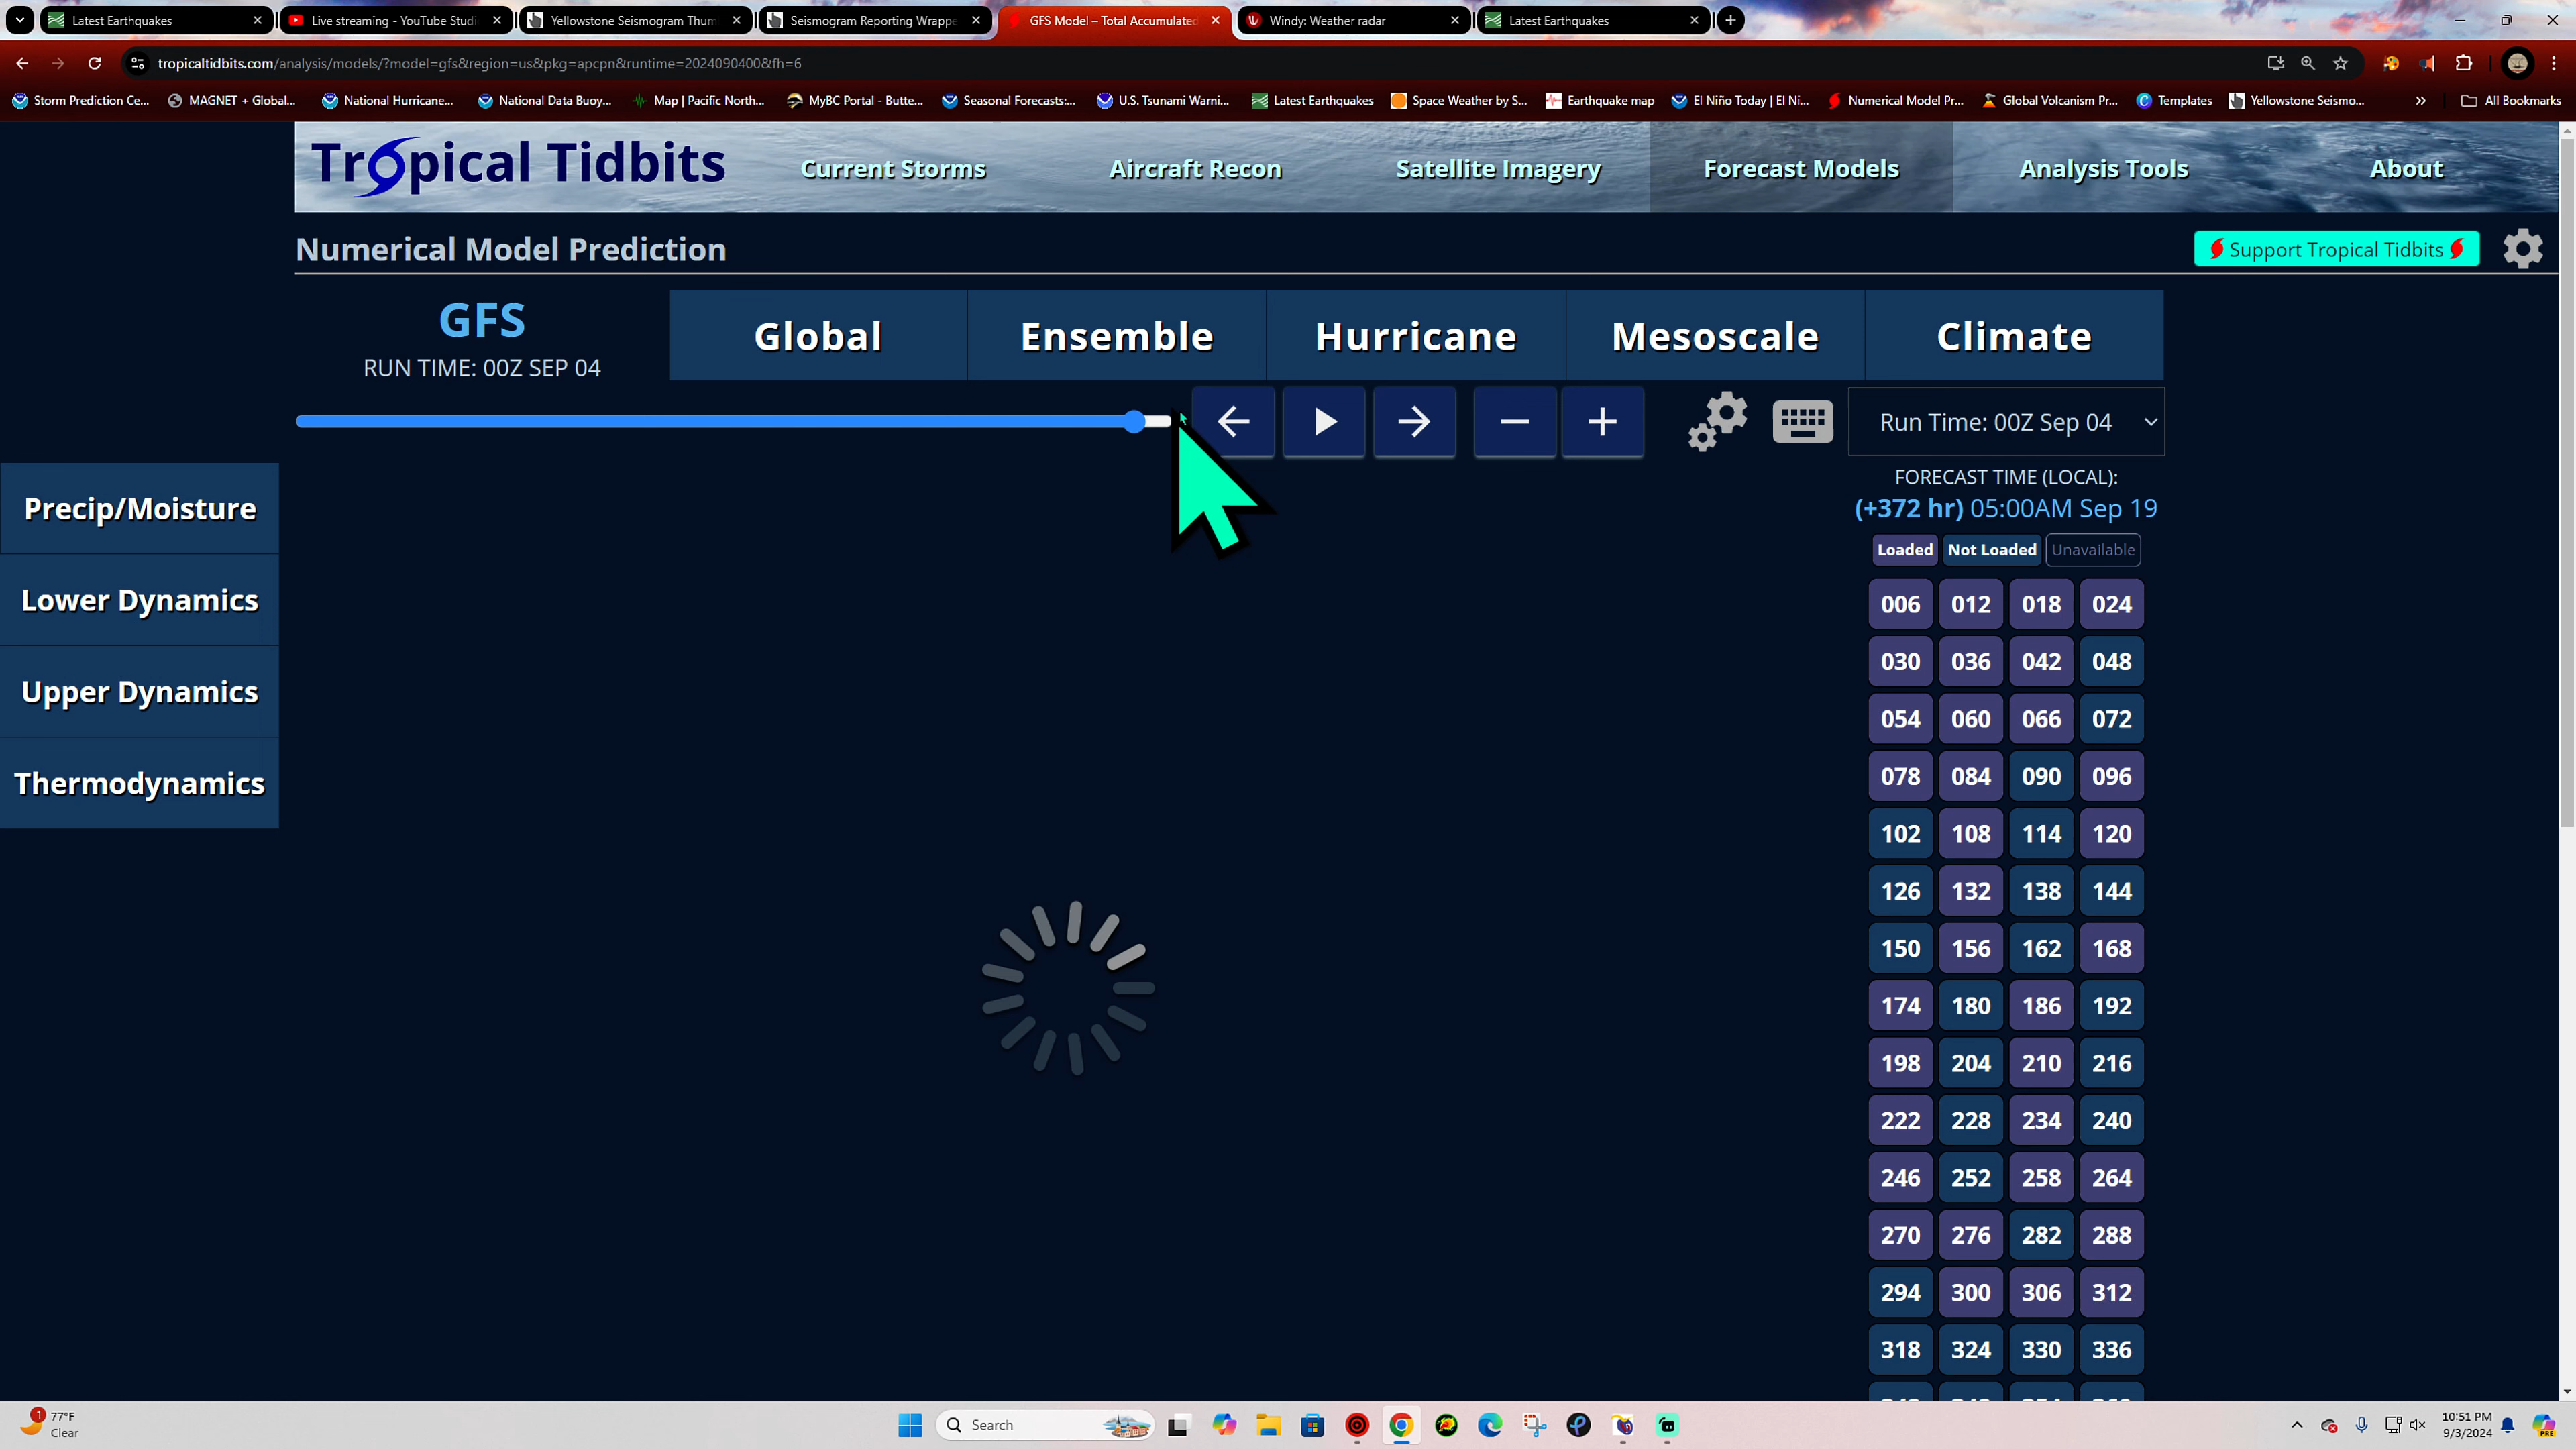 Latest Earthquakes
Live streaming - YouTube Studi
Yellowstone Seismogram Thum
Seismogram Reporting Wrappe
GFS Model – Total Accumulated
Windy: Weather radar
Latest Earthquakes
tropicaltidbits.com/analysis/models/?model=gfs&region=us&pkg=apcpn&runtime=2024090400&fh=6
Storm Prediction Ce...
MAGNET + Global...
National Hurricane...
National Data Buoy...
Map | Pacific North...
MyBC Portal - Butte...
Seasonal Forecasts:...
U.S. Tsunami Warni...
Latest Earthquakes
Space Weather by S...
Earthquake map
El Niño Today | El Ni...
Numerical Model Pr...
Global Volcanism Pr...
Templates
Yellowstone Seismo...
All Bookmarks
Tropical Tidbits
Current Storms
Aircraft Recon
Satellite Imagery
Forecast Models
Analysis Tools
About
Numerical Model Prediction
Support Tropical Tidbits
GFS
RUN TIME: 00Z SEP 04
Global
Ensemble
Hurricane
Mesoscale
Climate
Run Time: 00Z Sep 04
Precip/Moisture
Lower Dynamics
Upper Dynamics
Thermodynamics
FORECAST TIME (LOCAL):
(+372 hr) 05:00AM Sep 19
Loaded Not Loaded Unavailable
006 012 018 024
030 036 042 048
054 060 066 072
078 084 090 096
102 108 114 120
126 132 138 144
150 156 162 168
174 180 186 192
198 204 210 216
222 228 234 240
246 252 258 264
270 276 282 288
294 300 306 312
318 324 330 336
1
77°F
Clear
Search
PRE
10:51 PM
9/3/2024